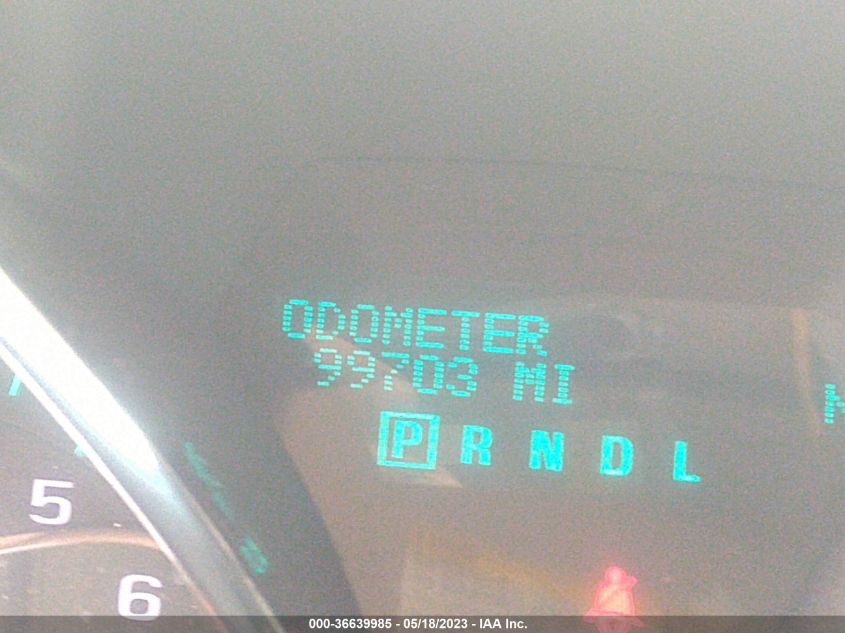 ODOMETER
99703 MI
P R N D L
5
6
000-36639985 - 05/18/2023 - IAA Inc.